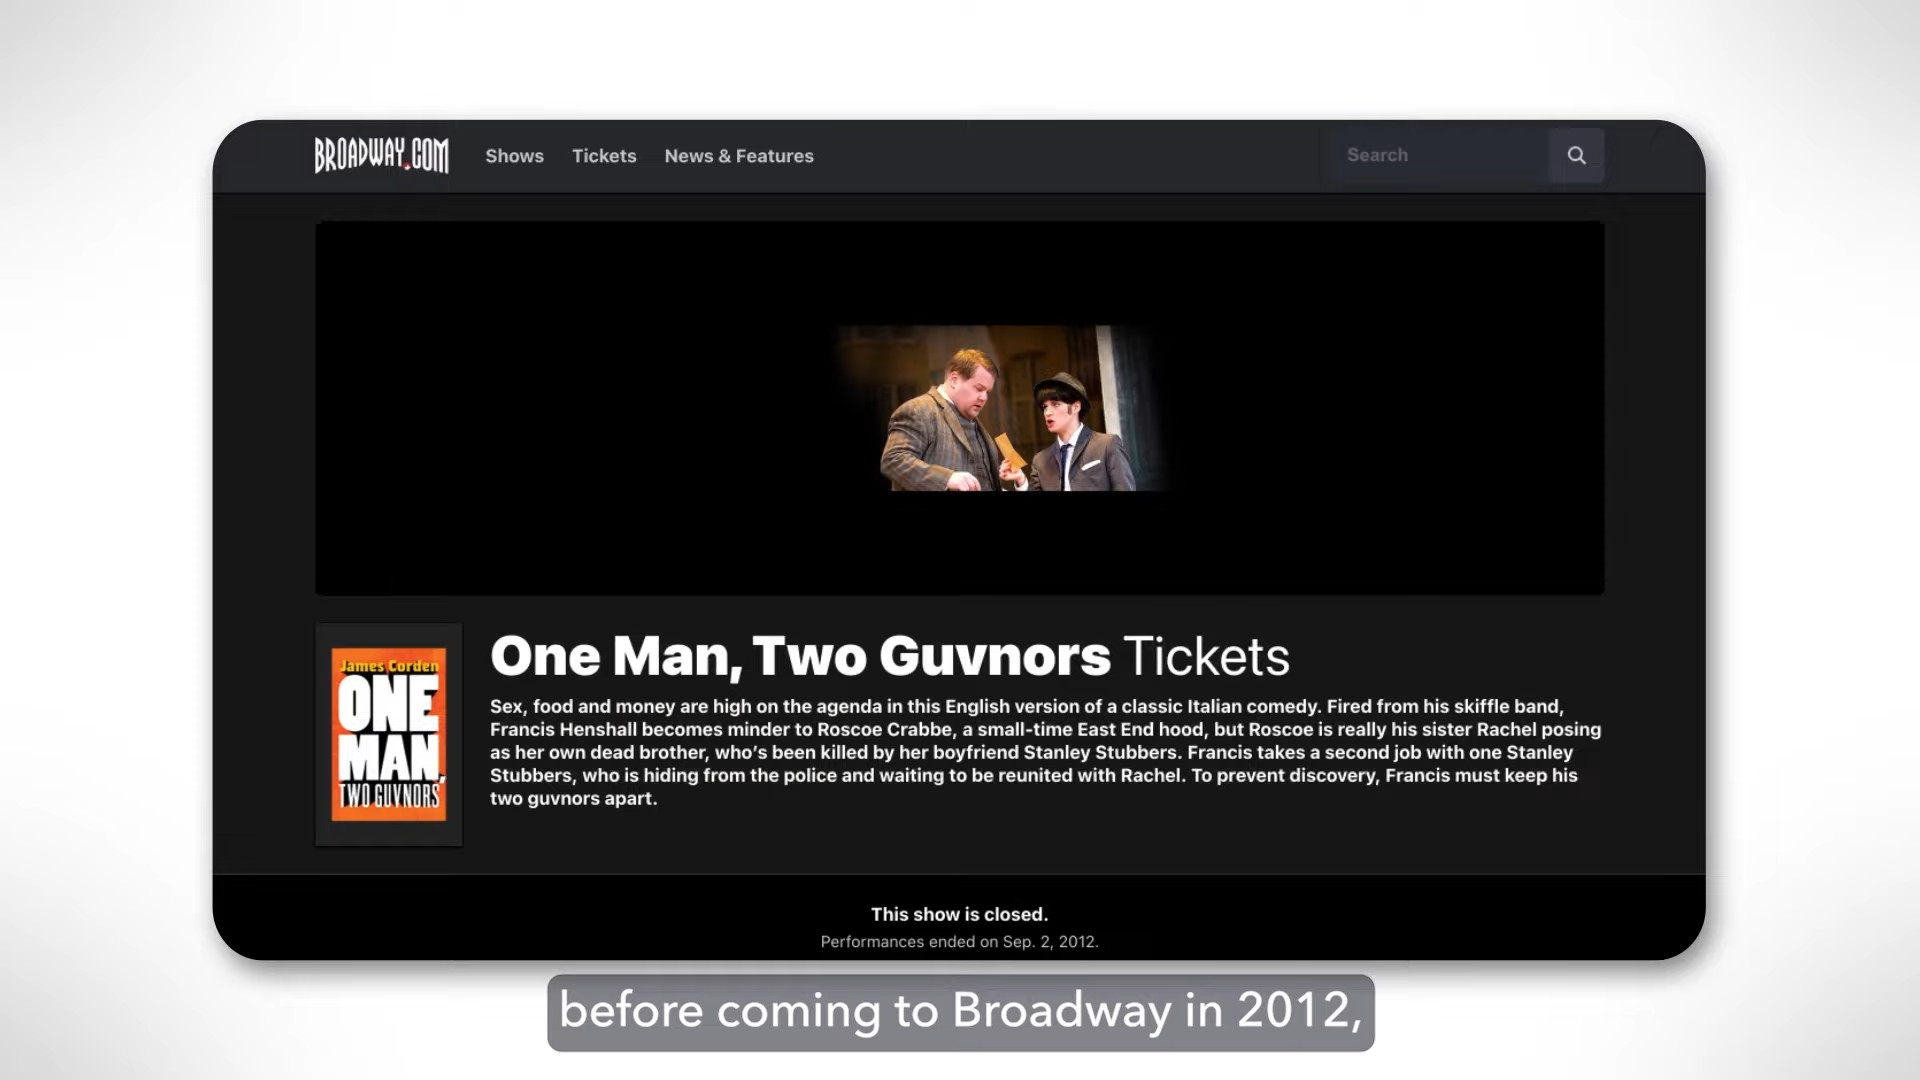 BROADWAY.COM
Shows
Tickets
News & Features
Search
James Corden
ONE
MAN,
TWO GUVNORS
One Man, Two Guvnors Tickets
Sex, food and money are high on the agenda in this English version of a classic Italian comedy. Fired from his skiffle band,
Francis Henshall becomes minder to Roscoe Crabbe, a small-time East End hood, but Roscoe is really his sister Rachel posing
as her own dead brother, who's been killed by her boyfriend Stanley Stubbers. Francis takes a second job with one Stanley
Stubbers, who is hiding from the police and waiting to be reunited with Rachel. To prevent discovery, Francis must keep his
two guvnors apart.
This show is closed.
Performances ended on Sep. 2, 2012.
before coming to Broadway in 2012,